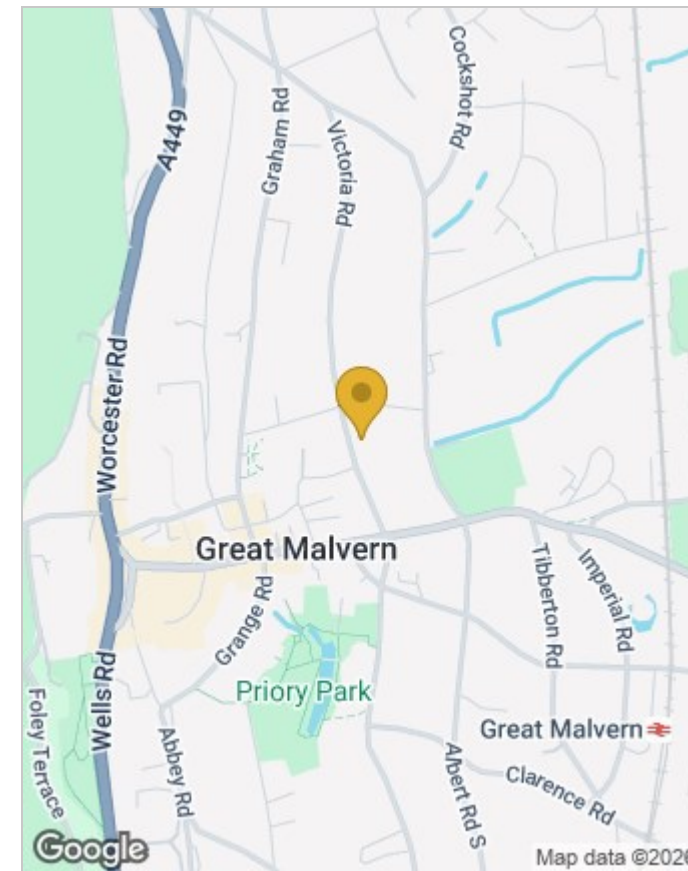 Cockshot Rd
A449
Graham Rd
Victoria Rd
Worcester Rd
Great Malvern
Tibberton Rd
Imperial Rd
Grange Rd
Wells Rd
Priory Park
Foley Terrace
Abbey Rd
Great Malvern
Albert Rd S
Clarence Rd
Google
Map data ©2026